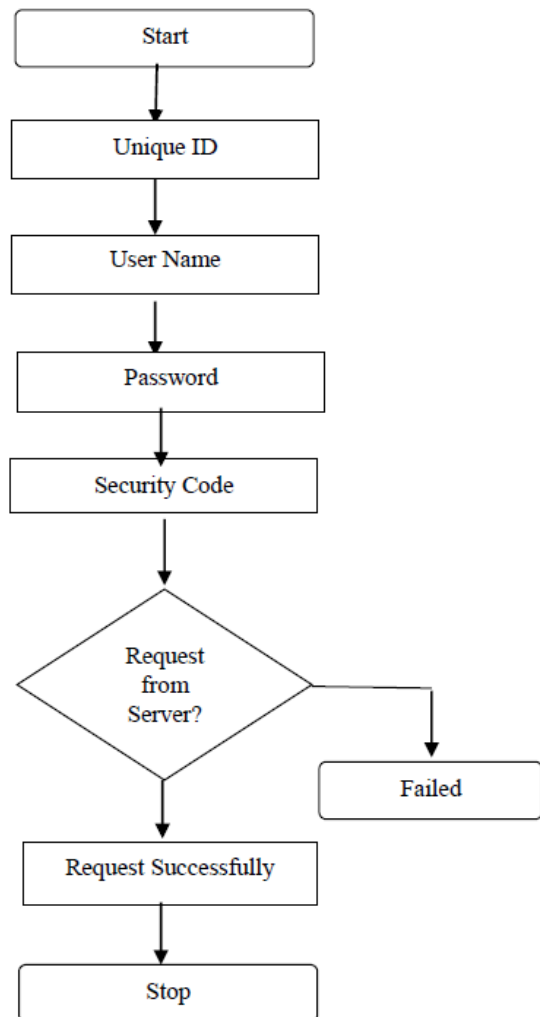 Start
Unique ID
User Name
Password
Security Code
Request
from
Server?
Failed
Request Successfully
Stop